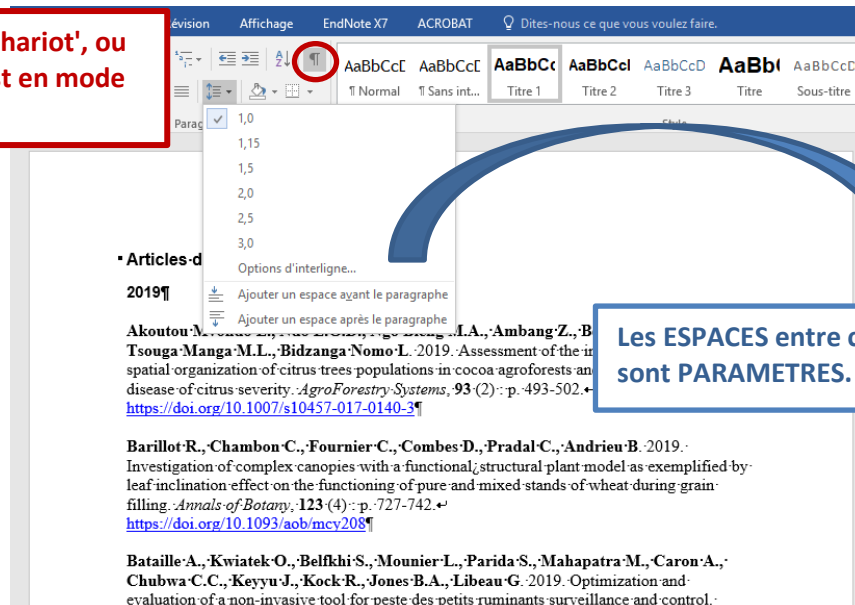 hariot', ou
st en mode
évision Affichage EndNote X7 ACROBAT Dites-nous ce que vous voulez faire.
AaBbCcD AaBbCcD AaBbCc AaBbCcI AaBbCcD AaBb AaBbCcD
¶ Normal ¶ Sans int... Titre 1 Titre 2 Titre 3 Titre Sous-titre
Parag Style
1,0
1,15
1,5
2,0
2,5
3,0
Options d'interligne...
Ajouter un espace avant le paragraphe
Ajouter un espace après le paragraphe
Les ESPACES entre
sont PARAMETRES.
Articles·d
2019¶
Akoutou M.A.,·Ambang·Z.,·B
Tsouga·Manga·M.L.,·Bidzanga·Nomo·L.·2019.·Assessment·of·the·in
spatial·organization·of·citrus·trees·populations·in·cocoa·agroforests·an
disease·of·citrus·severity.·AgroForestry·Systems,·93·(2)·:·p.·493-502.↵
https://doi.org/10.1007/s10457-017-0140-3¶
Barillot·R.,·Chambon·C.,·Fournier·C.,·Combes·D.,·Pradal·C.,·Andrieu·B.·2019.·
Investigation·of·complex·canopies·with·a·functional¿structural·plant·model·as·exemplified·by·
leaf·inclination·effect·on·the·functioning·of·pure·and·mixed·stands·of·wheat·during·grain·
filling.·Annals·of·Botany,·123·(4)·:·p.·727-742.↵
https://doi.org/10.1093/aob/mcy208¶
Bataille·A.,·Kwiatek·O.,·Belfkhi·S.,·Mounier·L.,·Parida·S.,·Mahapatra·M.,·Caron·A.,·
Chubwa·C.C.,·Keyyu·J.,·Kock·R.,·Jones·B.A.,·Libeau·G.·2019.·Optimization·and·
evaluation·of·a·non-invasive·tool·for·peste·des·petits·ruminants·surveillance·and·control.·